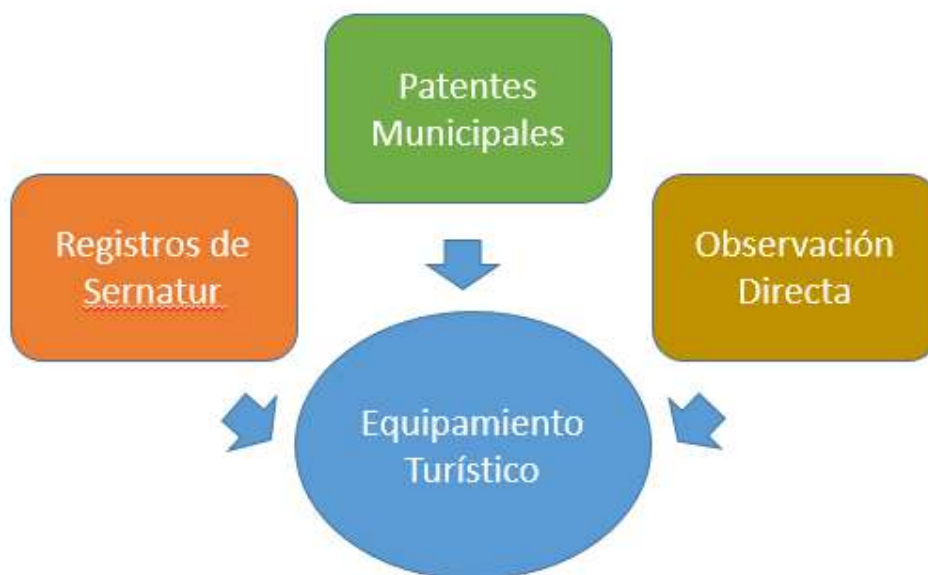 Patentes
Municipales
Registros de
Sernatur
Observación
Directa
Equipamiento
Turístico